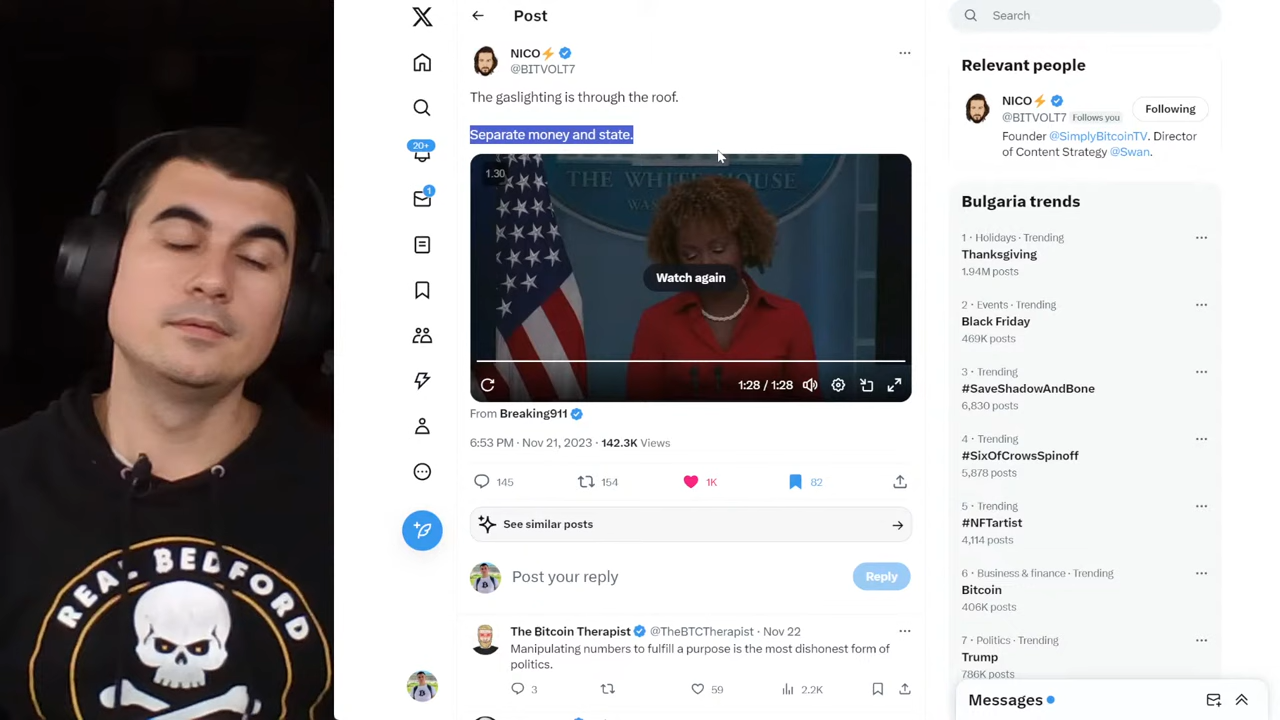 Post
Search
NICO⚡
@BITVOLT7
The gaslighting is through the roof.
Separate money and state.
1.30
THE WHITE HOUSE
WAS
Watch again
1:28 / 1:28
From Breaking911
6:53 PM · Nov 21, 2023 · 142.3K Views
145
154
1K
82
See similar posts
Post your reply
Reply
The Bitcoin Therapist @TheBTCTherapist · Nov 22
Manipulating numbers to fulfill a purpose is the most dishonest form of
politics.
3
59
2.2K
20+
1
Relevant people
NICO⚡
@BITVOLT7 Follows you
Following
Founder @SimplyBitcoinTV. Director
of Content Strategy @Swan.
Bulgaria trends
1 · Holidays · Trending
Thanksgiving
1.94M posts
2 · Events · Trending
Black Friday
469K posts
3 · Trending
#SaveShadowAndBone
6,830 posts
4 · Trending
#SixOfCrowsSpinoff
5,878 posts
5 · Trending
#NFTartist
4,114 posts
6 · Business & finance · Trending
Bitcoin
406K posts
7 · Politics · Trending
Trump
786K posts
Messages
REAL BEDFORD